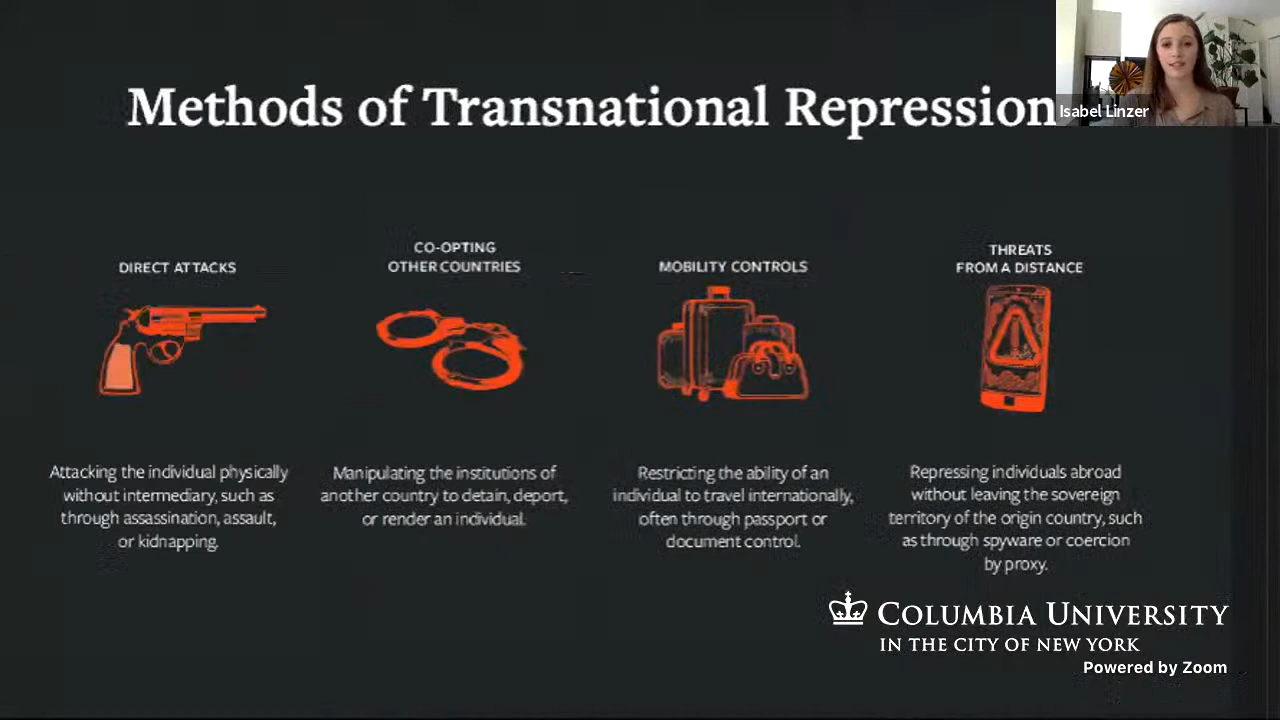 Methods of Transnational Repression
Isabel Linzer
DIRECT ATTACKS
Attacking the individual physically
without intermediary, such as
through assassination, assault,
or kidnapping.
CO-OPTING
OTHER COUNTRIES
Manipulating the institutions of
another country to detain, deport,
or render an individual.
MOBILITY CONTROLS
Restricting the ability of an
individual to travel internationally,
often through passport or
document control.
THREATS
FROM A DISTANCE
Repressing individuals abroad
without leaving the sovereign
territory of the origin country, such
as through spyware or coercion
by proxy.
COLUMBIA UNIVERSITY
IN THE CITY OF NEW YORK
Powered by Zoom